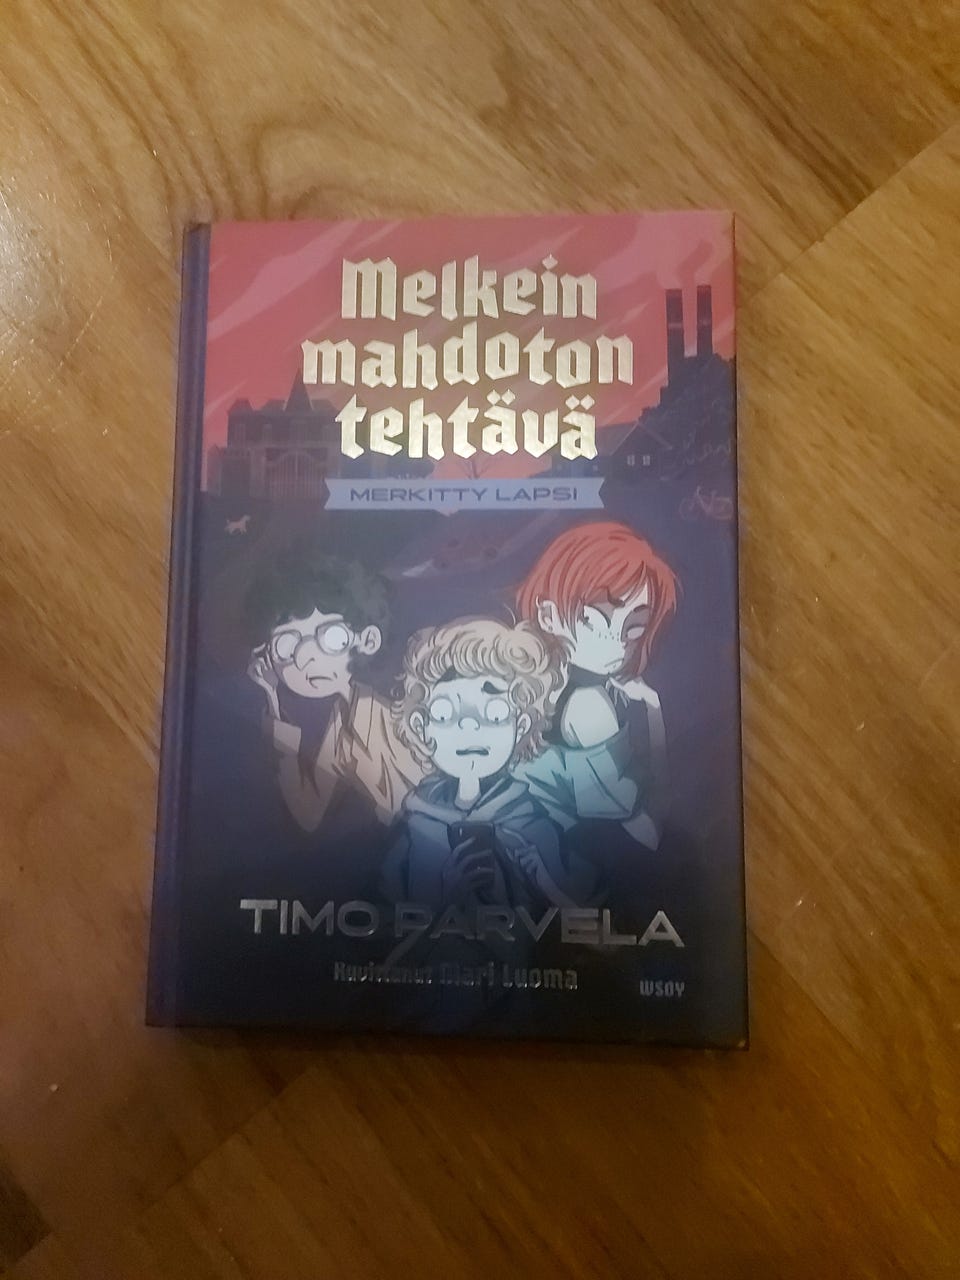 Melkein
mahdoton
tehtävä
MERKITTY LAPSI
TIMO PARVELA
Kuvittanut Mari Luoma
WSOY